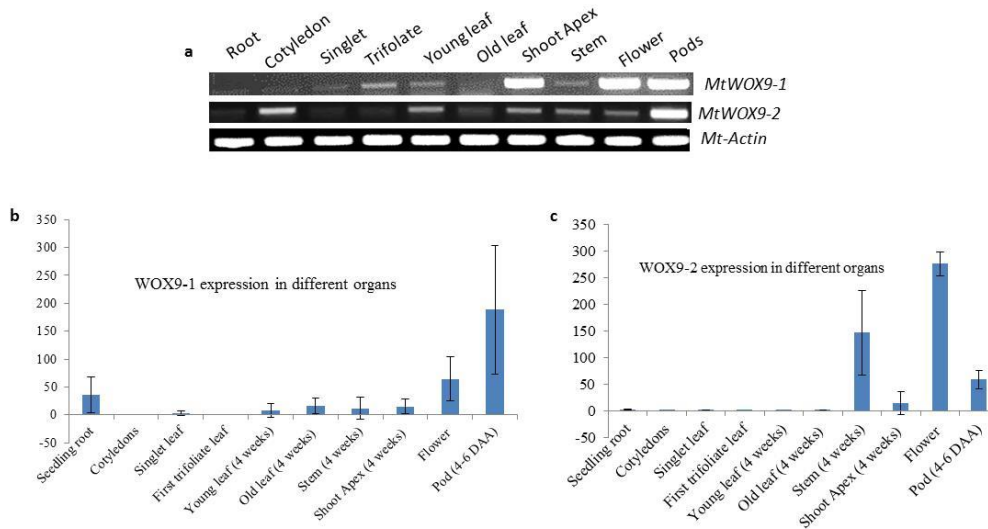 a
Root
Cotyledon
Singlet
Trifolate
Young leaf
Old leaf
Shoot Apex
Stem
Flower
Pods
MtWOX9-1
MtWOX9-2
Mt-Actin
b
350
300
250
200
150
100
50
0
-50
WOX9-1 expression in different organs
Seedling root
Cotyledons
Singlet leaf
First trifoliate leaf
Young leaf (4 weeks)
Old leaf (4 weeks)
Stem (4 weeks)
Shoot Apex (4 weeks)
Flower
Pod (4-6 DAA)
c
350
300
250
200
150
100
50
0
-50
WOX9-2 expression in different organs
Seedling root
Cotyledons
Singlet leaf
First trifoliate leaf
Young leaf (4 weeks)
Old leaf (4 weeks)
Stem (4 weeks)
Shoot Apex (4 weeks)
Flower
Pod (4-6 DAA)